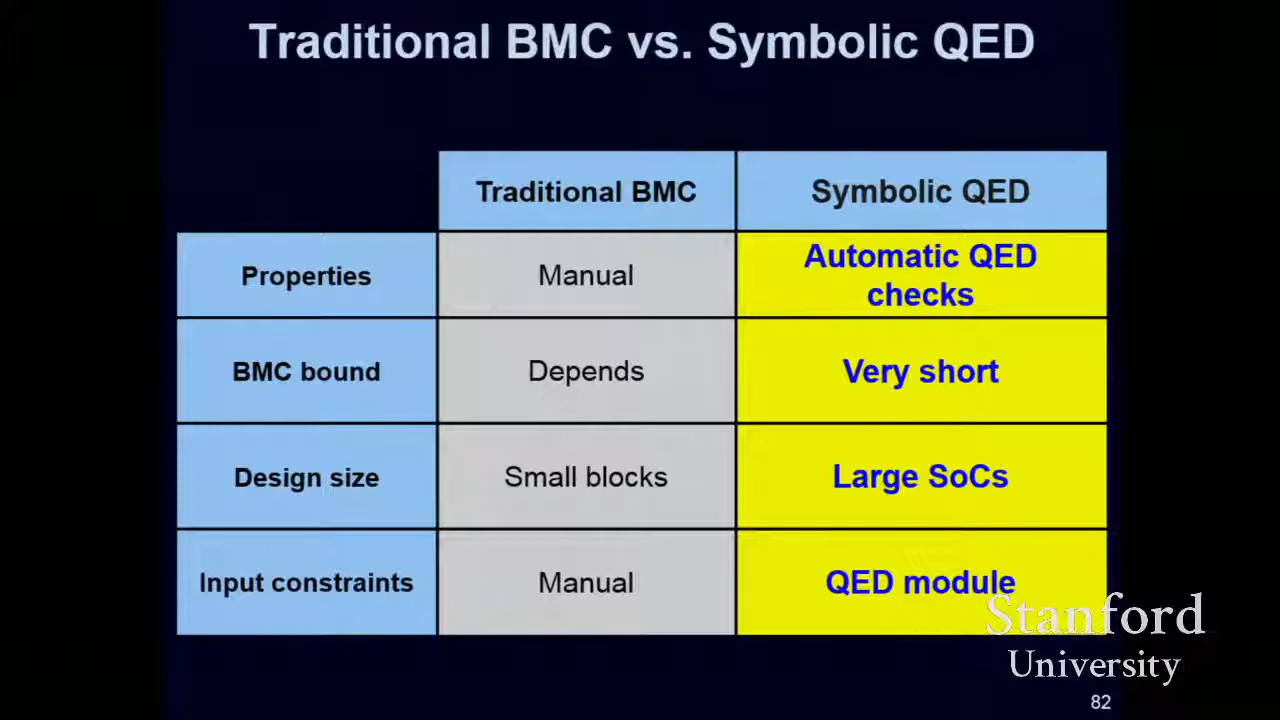 Traditional BMC vs. Symbolic QED
Traditional BMC
Symbolic QED
Properties
Manual
Automatic QED
checks
BMC bound
Depends
Very short
Design size
Small blocks
Large SoCs
Input constraints
Manual
QED module
Stanford
University
82